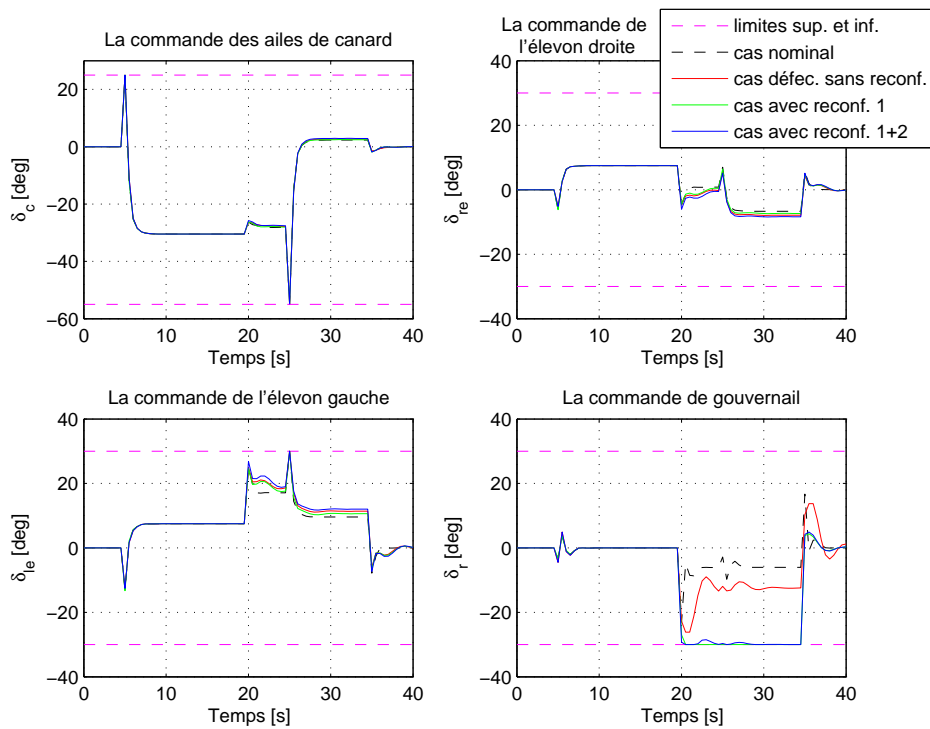 La commande des ailes de canard
20
0
−20
−40
−60
δc [deg]
0
10
20
30
40
Temps [s]
La commande de
l'élevon droite
40
20
0
−20
−40
δre [deg]
0
10
20
30
40
Temps [s]
limites sup. et inf.
cas nominal
cas défec. sans reconf.
cas avec reconf. 1
cas avec reconf. 1+2
La commande de l'élevon gauche
40
20
0
−20
−40
δle [deg]
0
10
20
30
40
Temps [s]
La commande de gouvernail
40
20
0
−20
−40
δr [deg]
0
10
20
30
40
Temps [s]